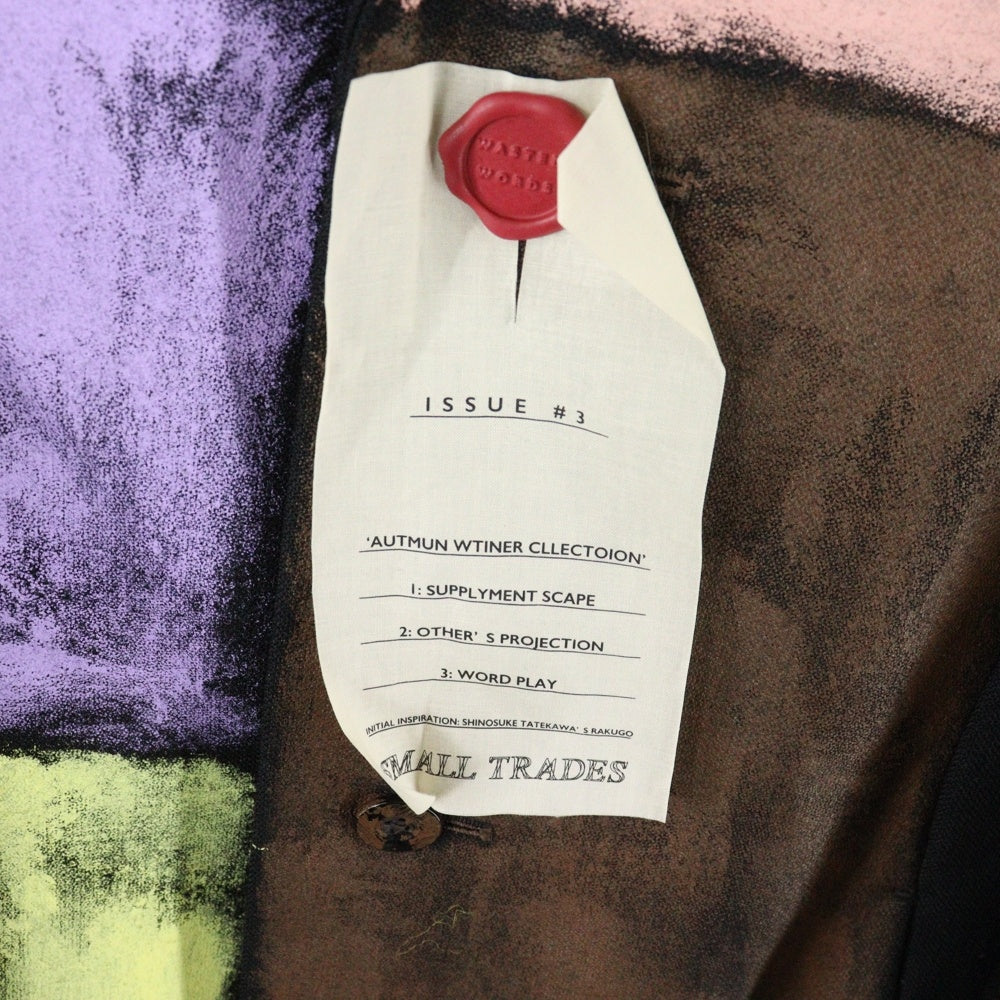 WASTE
WORDS
ISSUE #3
‘AUTMUN WTINER CLLECTOION’
1: SUPPLYMENT SCAPE
2: OTHER’ S PROJECTION
3: WORD PLAY
INITIAL INSPIRATION: SHINOSUKE TATEKAWA’ S RAKUGO
SMALL TRADES